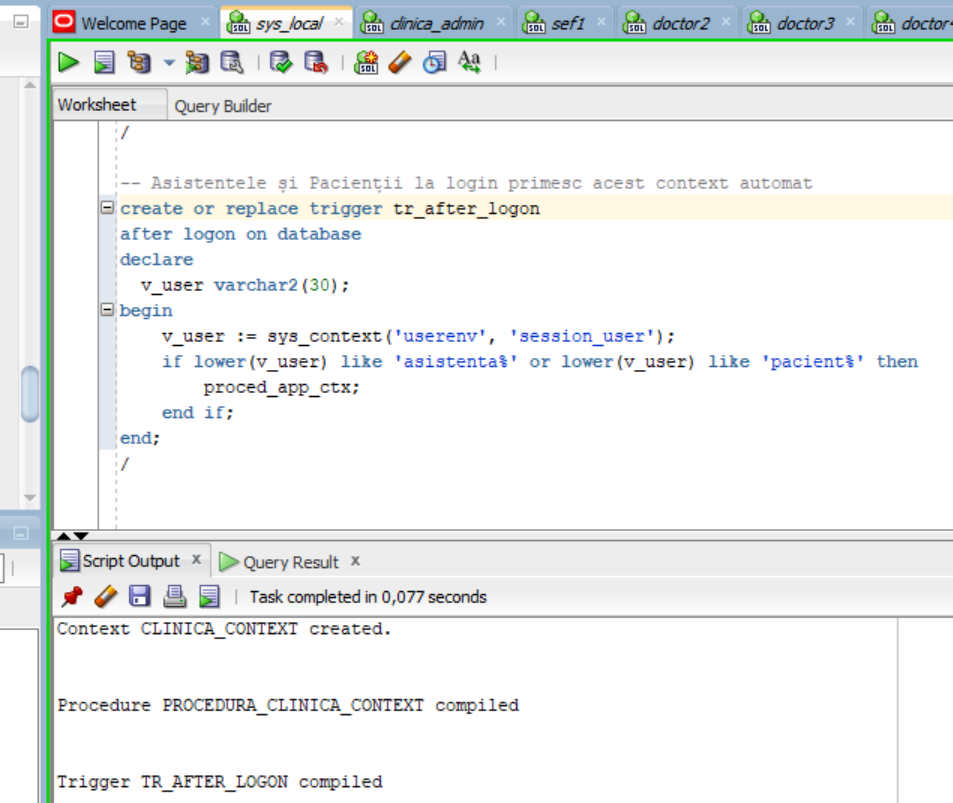 Welcome Page × sys_local × clinica_admin × sef1 × doctor2 × doctor3 × doctor
Worksheet Query Builder
/
-- Asistentele și Pacienții la login primesc acest context automat
create or replace trigger tr_after_logon
after logon on database
declare
v_user varchar2(30);
begin
v_user := sys_context('userenv', 'session_user');
if lower(v_user) like 'asistenta%' or lower(v_user) like 'pacient%' then
proced_app_ctx;
end if;
end;
/
Script Output x Query Result x
Task completed in 0,077 seconds
Context CLINICA_CONTEXT created.
Procedure PROCEDURA_CLINICA_CONTEXT compiled
Trigger TR_AFTER_LOGON compiled